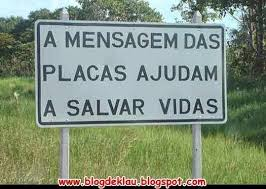 A MENSAGEM DAS
PLACAS AJUDAM
A SALVAR VIDAS
www.blogdeklau.blogspot.com